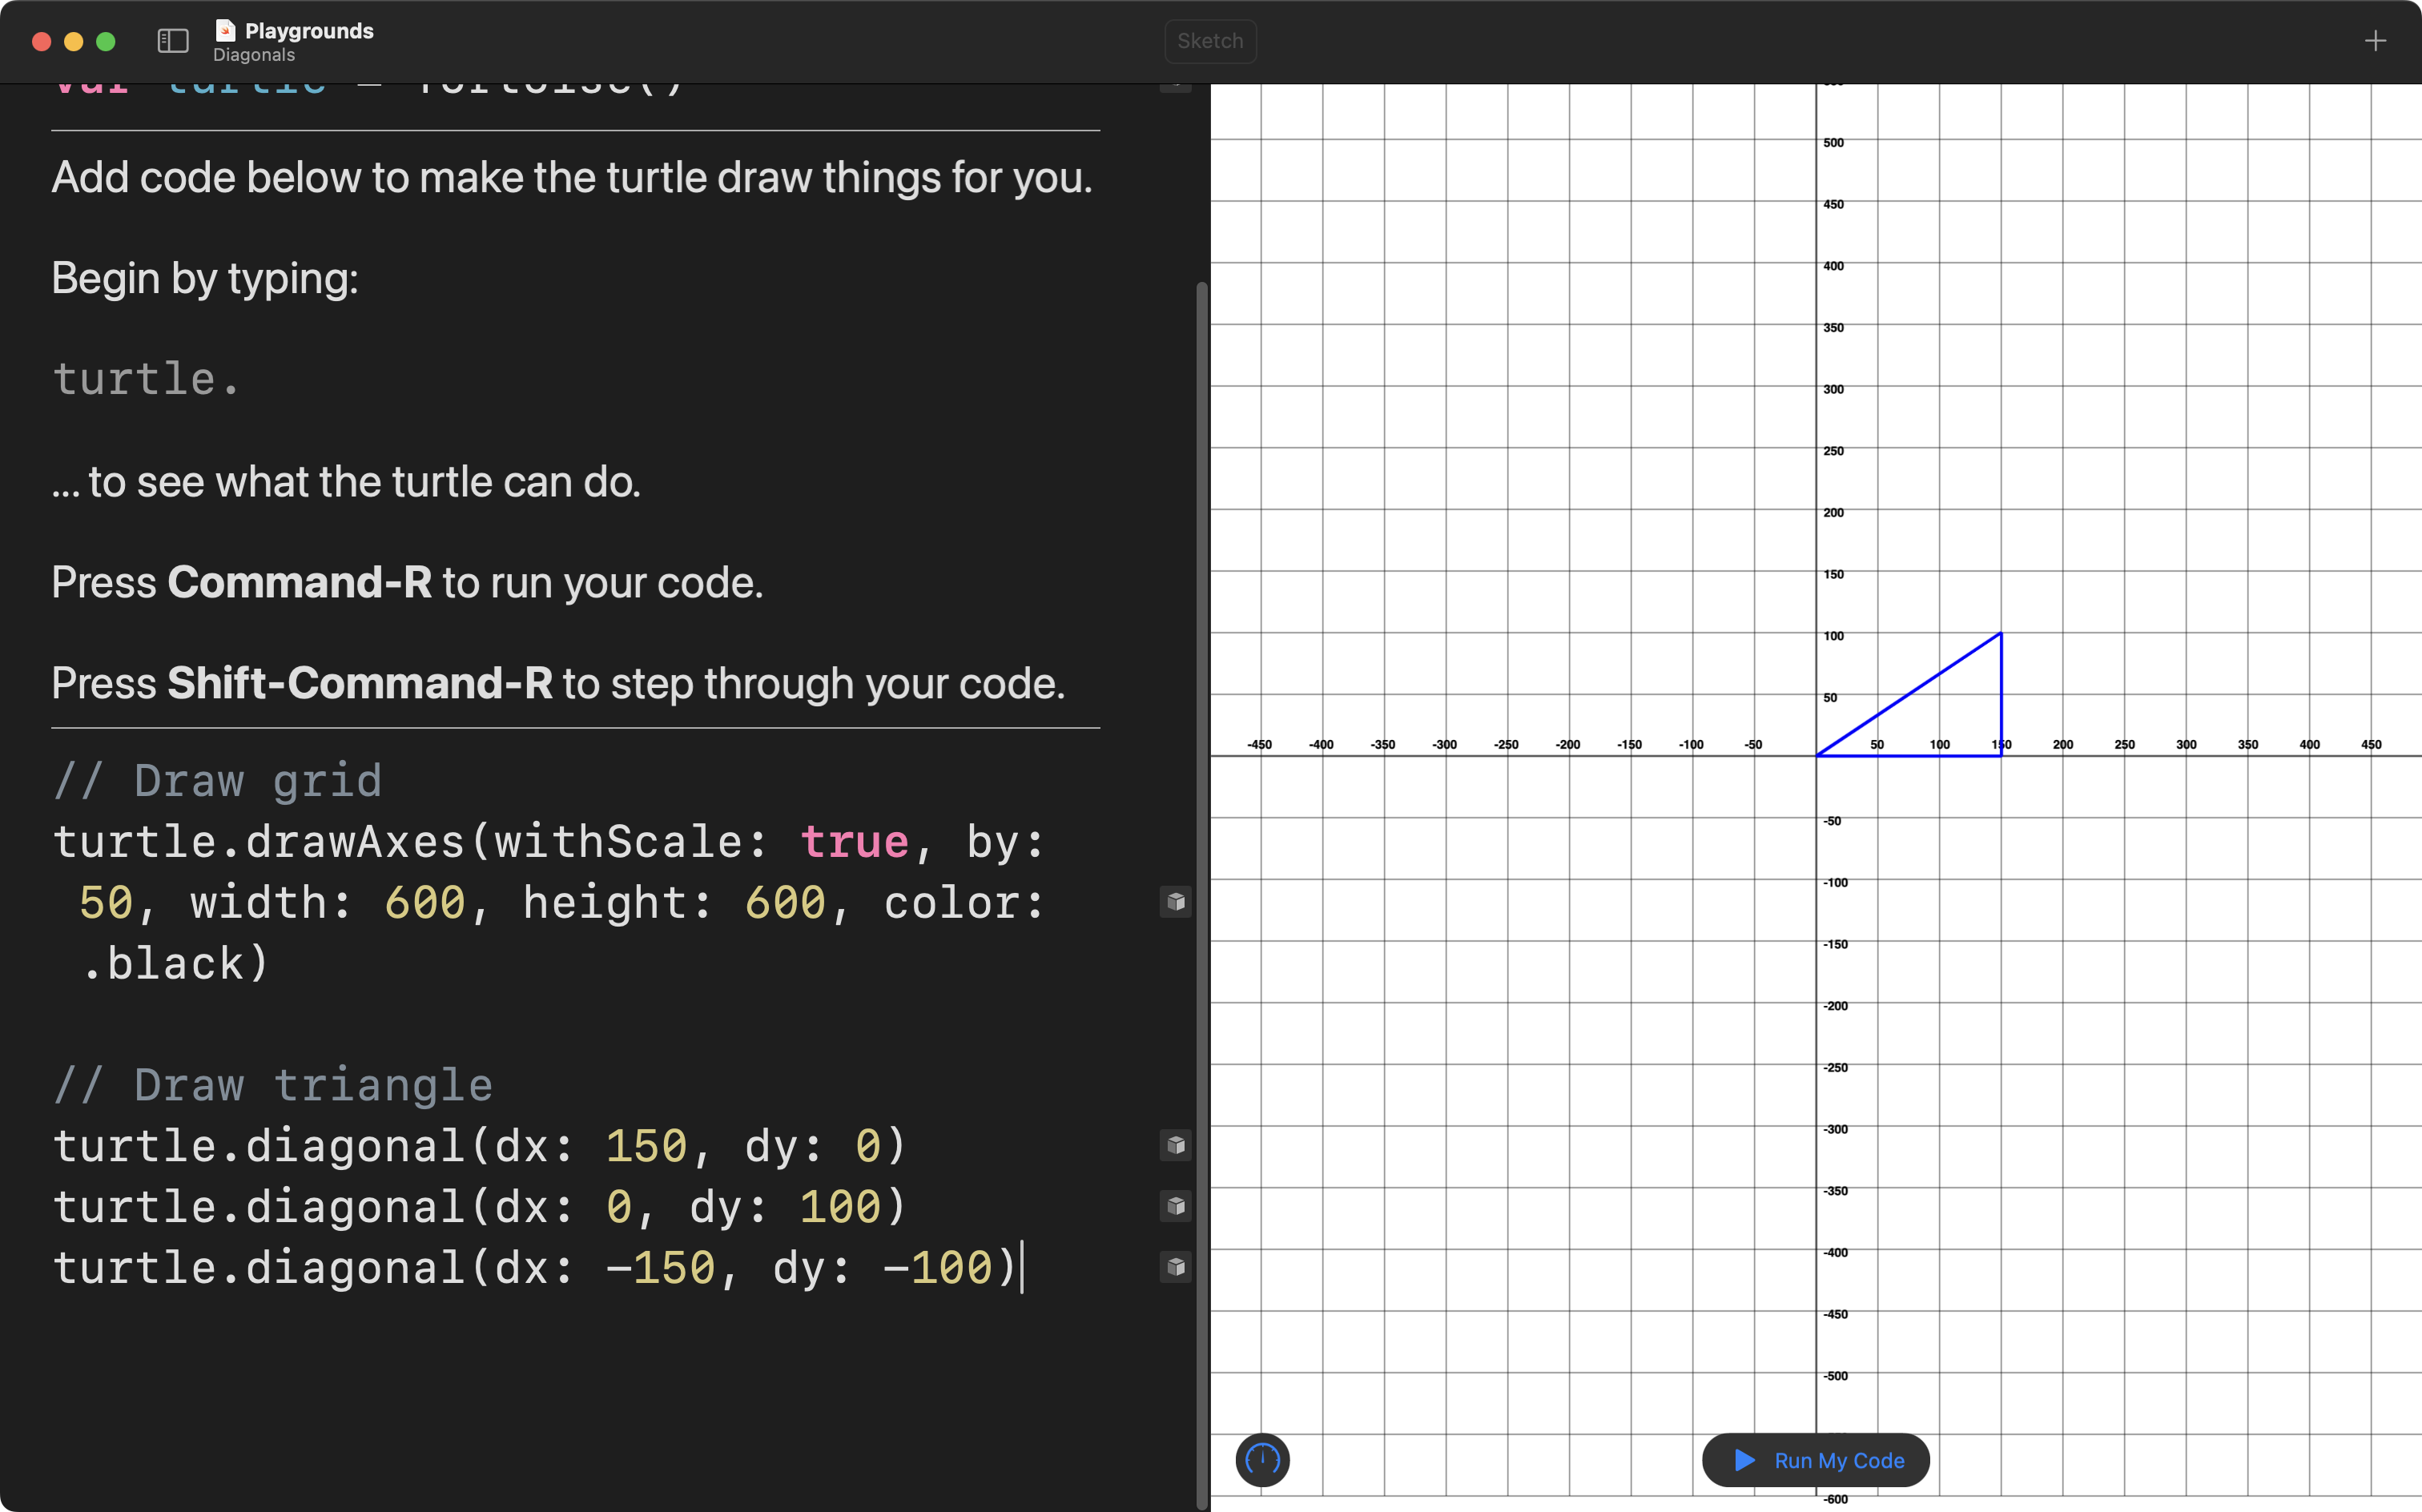 Playgrounds
Diagonals
Sketch
var turtle = Tortoise()
Add code below to make the turtle draw things for you.
Begin by typing:
turtle.
... to see what the turtle can do.
Press Command-R to run your code.
Press Shift-Command-R to step through your code.
// Draw grid
turtle.drawAxes(withScale: true, by:
50, width: 600, height: 600, color:
.black)
// Draw triangle
turtle.diagonal(dx: 150, dy: 0)
turtle.diagonal(dx: 0, dy: 100)
turtle.diagonal(dx: -150, dy: -100)
500
450
400
350
300
250
200
150
100
50
-450 -400 -350 -300 -250 -200 -150 -100 -50 50 100 150 200 250 300 350 400 450
-50
-100
-150
-200
-250
-300
-350
-400
-450
-500
Run My Code
-600